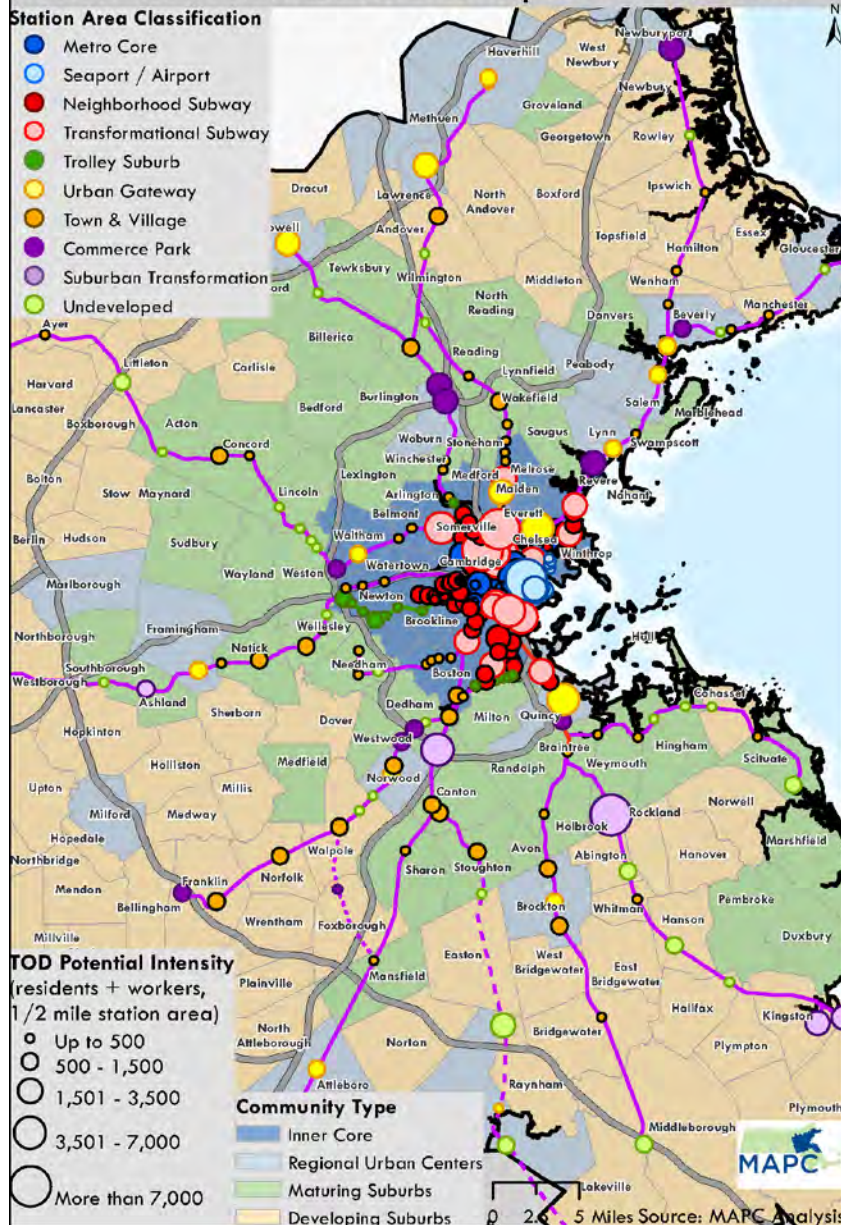 Station Area Classification
Metro Core
Seaport / Airport
Neighborhood Subway
Transformational Subway
Trolley Suburb
Urban Gateway
Town & Village
Commerce Park
Suburban Transformation
Undeveloped
N
Newburyport
Haverhill
West
Newbury
Newbury
Groveland
Methuen
Georgetown
Rowley
Dracut
Lawrence
North
Andover
Boxford
Ipswich
Andover
owell
Topsfield
Essex
Hamilton
Gloucester
Tewksbury
Wilmington
Middleton
Wenham
ford
North
Reading
Danvers
Beverly
Manchester
Ayer
Billerica
Reading
Lynnfield
Peabody
Littleton
Carlisle
Harvard
Burlington
Wakefield
Salem
Lancaster
Boxborough
Acton
Bedford
Marblehead
Woburn
Stoneham
Saugus
Lynn
Swampscott
Concord
Winchester
Melrose
Bolton
Lexington
Medford
Revere
Nahant
Stow
Maynard
Lincoln
Arlington
Malden
Belmont
Everett
Somerville
Chelsea
Berlin
Hudson
Sudbury
Waltham
Winthrop
Watertown
Cambridge
Wayland
Weston
Marlborough
Newton
Brookline
Northborough
Framingham
Wellesley
Hull
Natick
Southborough
Needham
Boston
Westborough
Ashland
Cohasset
Sherborn
Dedham
Milton
Quincy
Dover
Hopkinton
Westwood
Hingham
Braintree
Weymouth
Scituate
Holliston
Medfield
Randolph
Upton
Millis
Norwood
Canton
Norwell
Milford
Medway
Holbrook
Rockland
Hopedale
Walpole
Marshfield
Northbridge
Avon
Abington
Hanover
Norfolk
Sharon
Stoughton
Franklin
Mendon
Pembroke
Bellingham
Brockton
Whitman
Wrentham
Foxborough
Hanson
Millville
Duxbury
Easton
West
Bridgewater
East
Bridgewater
Plainville
Mansfield
Halifax
Kingston
North
Attleborough
Norton
Bridgewater
Plympton
Raynham
Attleboro
Plymouth
Middleborough
Lakeville
TOD Potential Intensity
(residents + workers,
1/2 mile station area)
Up to 500
500 - 1,500
1,501 - 3,500
3,501 - 7,000
More than 7,000
Community Type
Inner Core
Regional Urban Centers
Maturing Suburbs
Developing Suburbs
MAPC
0 2.5 5 Miles Source: MAPC Analysis